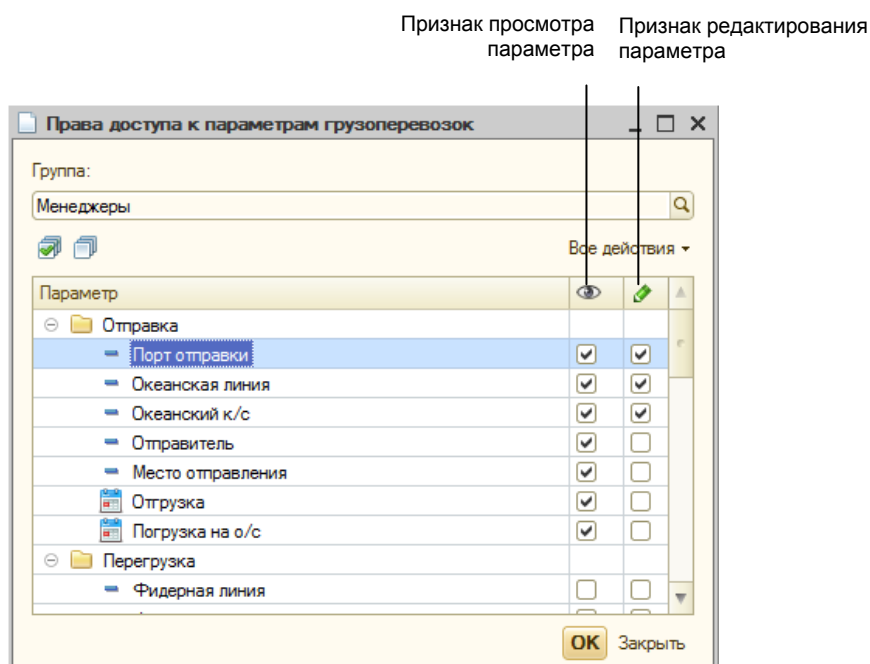 Признак просмотра параметра
Признак редактирования параметра
Права доступа к параметрам грузоперевозок
Группа:
Менеджеры
Все действия
Параметр
Отправка
Порт отправки
Океанская линия
Океанский к/с
Отправитель
Место отправления
Отгрузка
Погрузка на о/с
Перегрузка
Фидерная линия
OK Закрыть